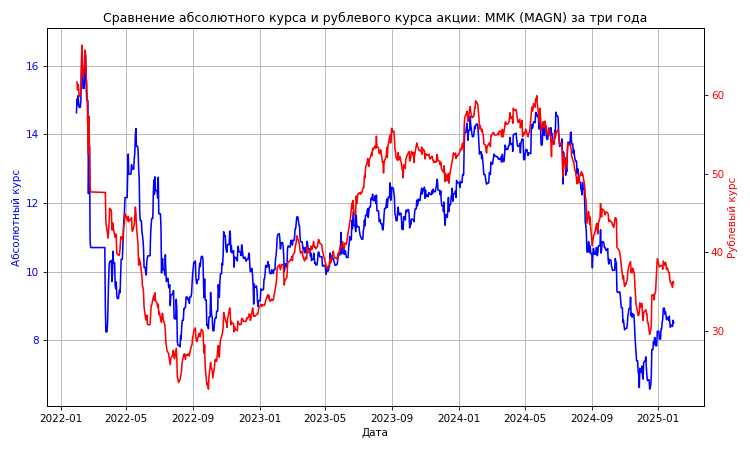 Сравнение абсолютного курса и рублевого курса акции: ММК (MAGN) за три года
Абсолютный курс
16
14
12
10
8
60
50
40
30
Рублевый курс
2022-01 2022-05 2022-09 2023-01 2023-05 2023-09 2024-01 2024-05 2024-09 2025-01
Дата